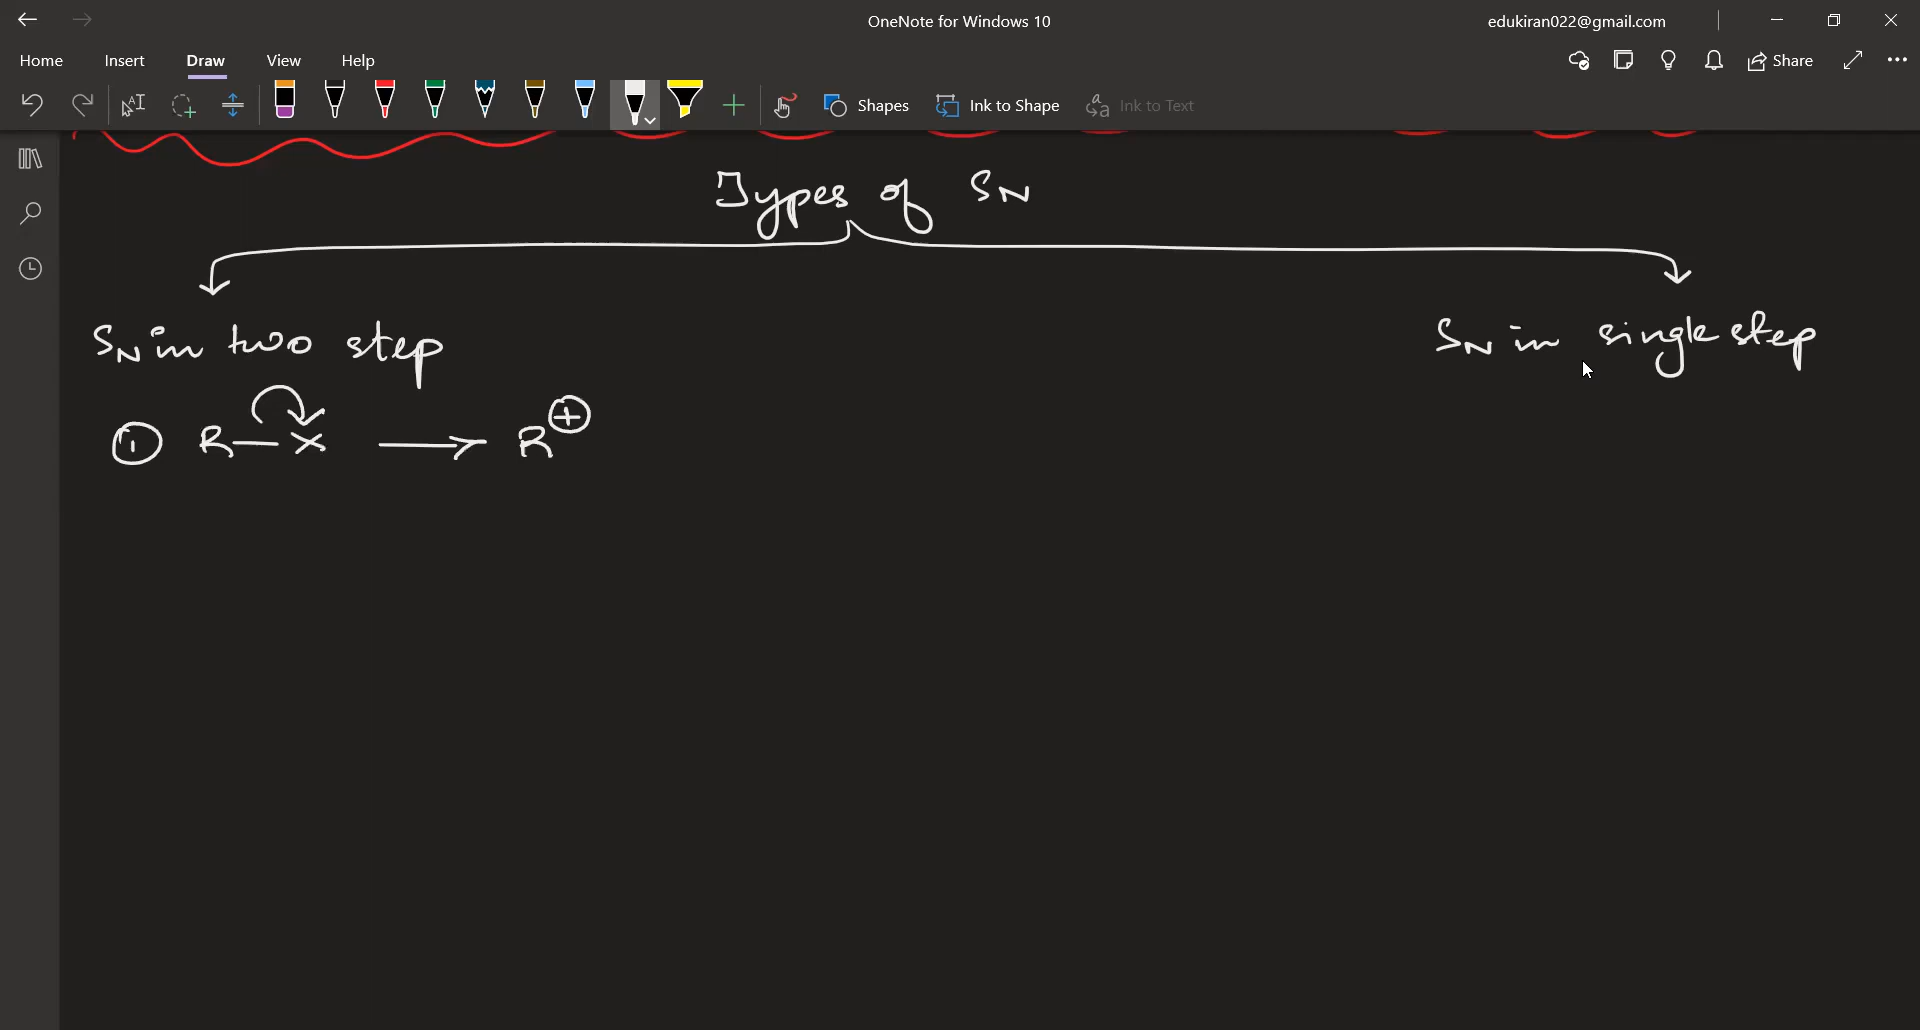 OneNote for Windows 10
edukiran022@gmail.com
Home Insert Draw View Help
Share
Shapes Ink to Shape Ink to Text
Types of SN
SN in two step
SN in single step
① R—X ⟶ R⊕